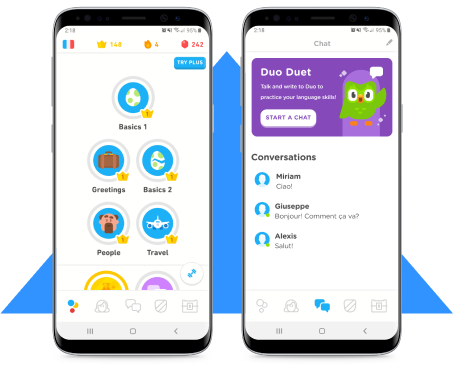 2:18
98%
148
4
242
TRY PLUS
Basics 1
1
Greetings
1
Basics 2
1
People
1
Travel
1
2:18
98%
Chat
Duo Duet
Talk and write to Duo to
practice your language skills!
START A CHAT
Conversations
Miriam
Ciao!
Giuseppe
Bonjour! Comment ça va?
Alexis
Salut!